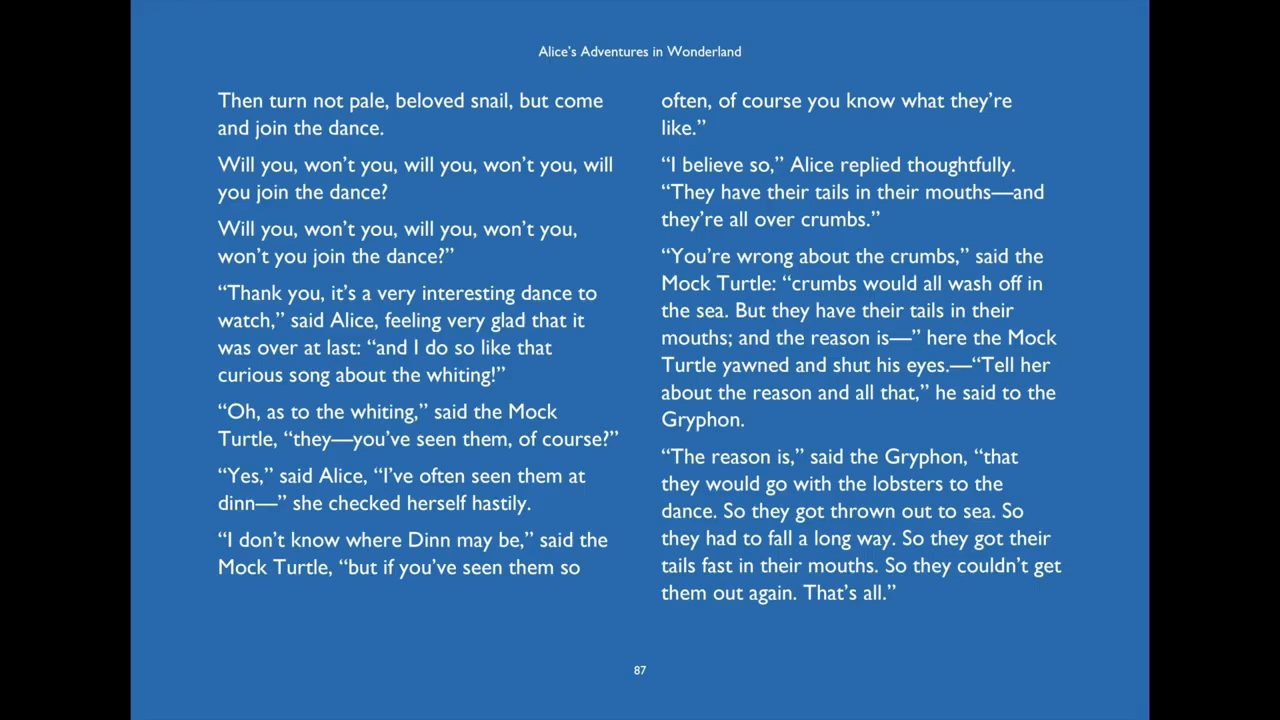 Alice’s Adventures in Wonderland
Then turn not pale, beloved snail, but come
and join the dance.
Will you, won’t you, will you, won’t you, will
you join the dance?
Will you, won’t you, will you, won’t you,
won’t you join the dance?”
“Thank you, it’s a very interesting dance to
watch,” said Alice, feeling very glad that it
was over at last: “and I do so like that
curious song about the whiting!”
“Oh, as to the whiting,” said the Mock
Turtle, “they—you’ve seen them, of course?”
“Yes,” said Alice, “I’ve often seen them at
dinn—” she checked herself hastily.
“I don’t know where Dinn may be,” said the
Mock Turtle, “but if you’ve seen them so
often, of course you know what they’re
like.”
“I believe so,” Alice replied thoughtfully.
“They have their tails in their mouths—and
they’re all over crumbs.”
“You’re wrong about the crumbs,” said the
Mock Turtle: “crumbs would all wash off in
the sea. But they have their tails in their
mouths; and the reason is—” here the Mock
Turtle yawned and shut his eyes.—“Tell her
about the reason and all that,” he said to the
Gryphon.
“The reason is,” said the Gryphon, “that
they would go with the lobsters to the
dance. So they got thrown out to sea. So
they had to fall a long way. So they got their
tails fast in their mouths. So they couldn’t get
them out again. That’s all.”
87